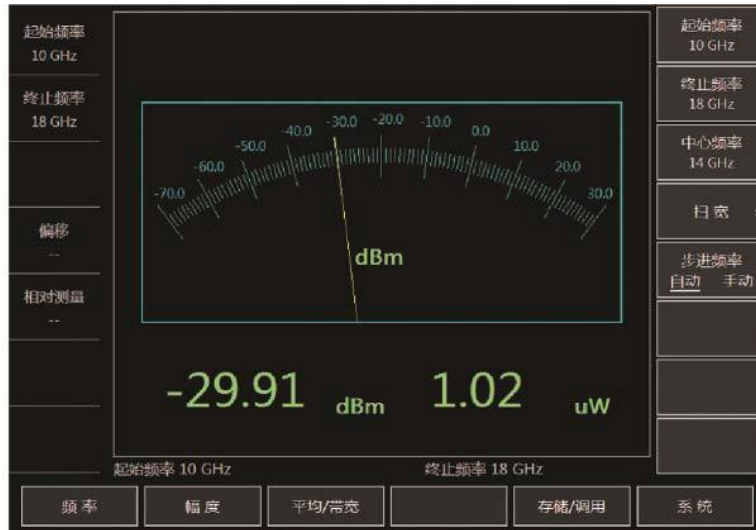 起始频率
10 GHz
终止频率
18 GHz
偏移
--
相对测量
--
-70.0
-60.0
-50.0
-40.0
-30.0
-20.0
-10.0
0.0
10.0
20.0
30.0
dBm
-29.91 dBm 1.02 uW
起始频率 10 GHz 终止频率 18 GHz
起始频率
10 GHz
终止频率
18 GHz
中心频率
14 GHz
扫宽
步进频率
自动 手动
频率 幅度 平均/带宽 存储/调用 系统